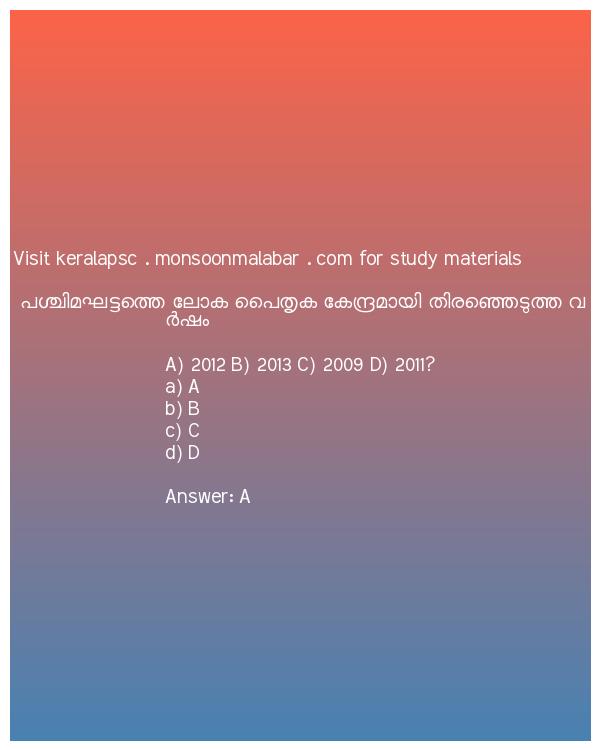 Visit keralapsc . monsoonmalabar . com for study materials
പശ്ചിമഘട്ടത്തെ ലോക പൈതൃക കേന്ദ്രമായി തിരഞ്ഞെടുത്ത വ
ർഷം
A) 2012 B) 2013 C) 2009 D) 2011?
a) A
b) B
c) C
d) D
Answer: A